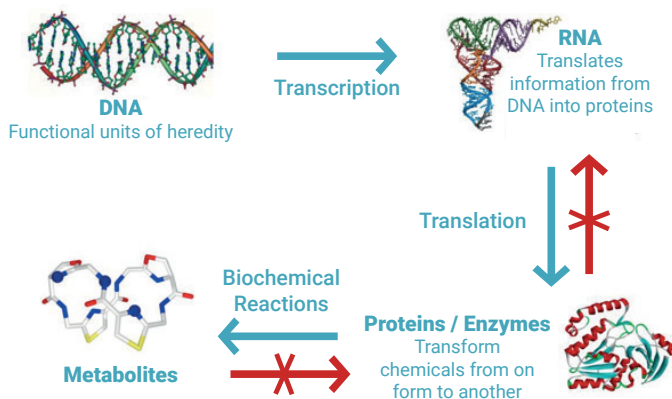 DNA
Functional units of heredity
Transcription
RNA
Translates
information from
DNA into proteins
Translation
Biochemical
Reactions
Proteins / Enzymes
Transform
chemicals from on
form to another
Metabolites